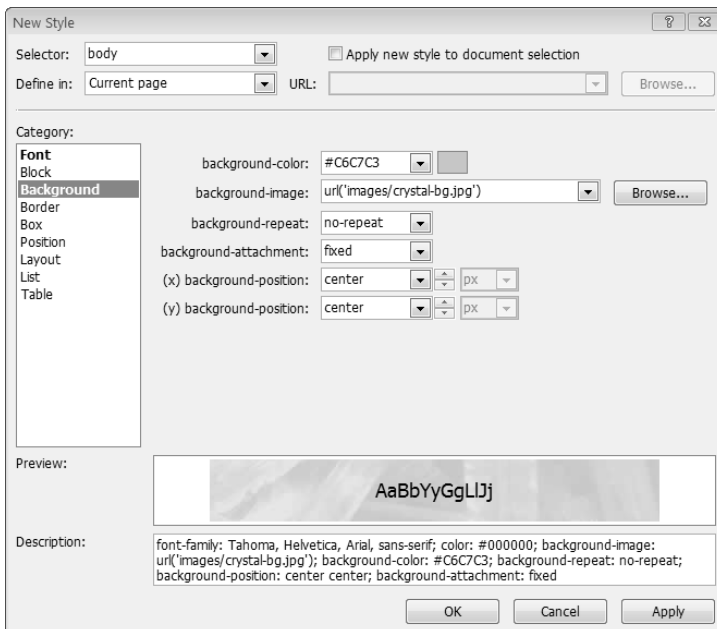 New Style
Selector: body Apply new style to document selection
Define in: Current page URL: Browse...
Category:
Font
Block
Background
Border
Box
Position
Layout
List
Table
background-color: #C6C7C3
background-image: url('images/crystal-bg.jpg') Browse...
background-repeat: no-repeat
background-attachment: fixed
(x) background-position: center px
(y) background-position: center px
Preview:
AaBbYyGgLlJj
Description:
font-family: Tahoma, Helvetica, Arial, sans-serif; color: #000000; background-image:
url('images/crystal-bg.jpg'); background-color: #C6C7C3; background-repeat: no-repeat;
background-position: center center; background-attachment: fixed
OK Cancel Apply